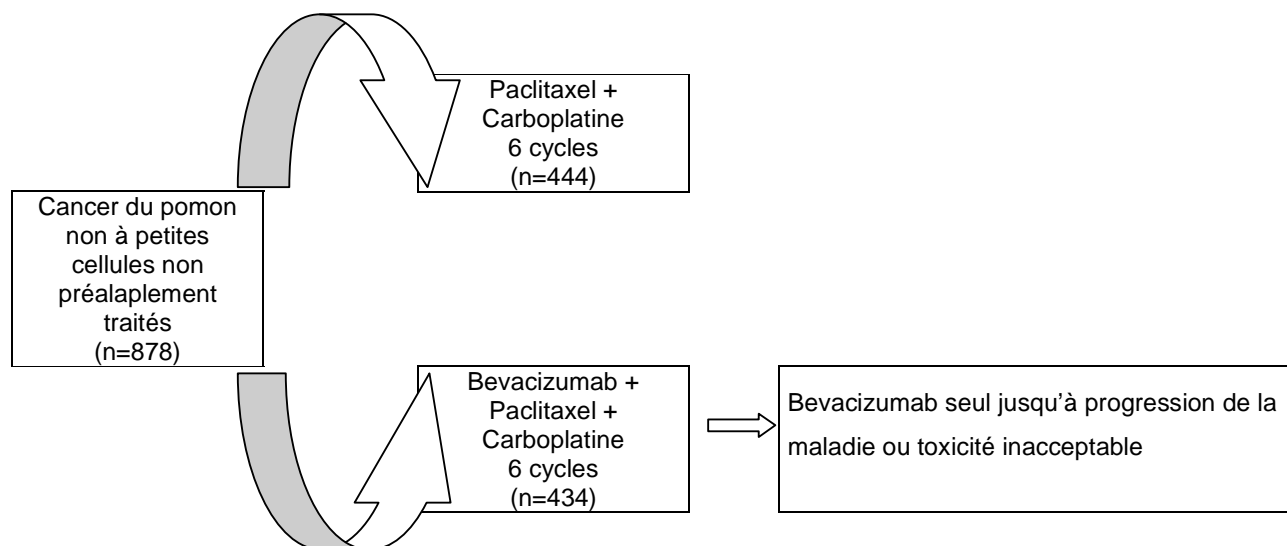 Paclitaxel +
Carboplatine
6 cycles
(n=444)
Cancer du pomon
non à petites
cellules non
préalaplement
traités
(n=878)
Bevacizumab +
Paclitaxel +
Carboplatine
6 cycles
(n=434)
Bevacizumab seul jusqu’à progression de la
maladie ou toxicité inacceptable